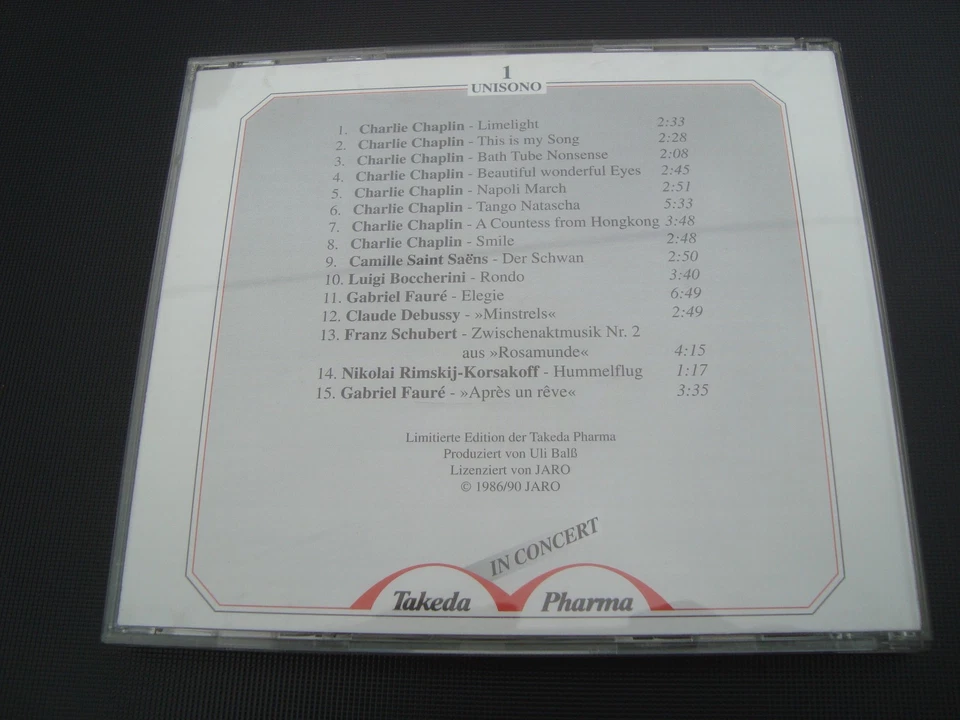 1
UNISONO
1. Charlie Chaplin - Limelight 2:33
2. Charlie Chaplin - This is my Song 2:28
3. Charlie Chaplin - Bath Tube Nonsense 2:08
4. Charlie Chaplin - Beautiful wonderful Eyes 2:45
5. Charlie Chaplin - Napoli March 2:51
6. Charlie Chaplin - Tango Natascha 5:33
7. Charlie Chaplin - A Countess from Hongkong 3:48
8. Charlie Chaplin - Smile 2:48
9. Camille Saint Saëns - Der Schwan 2:50
10. Luigi Boccherini - Rondo 3:40
11. Gabriel Fauré - Elegie 6:49
12. Claude Debussy - »Minstrels« 2:49
13. Franz Schubert - Zwischenaktmusik Nr. 2
aus »Rosamunde« 4:15
14. Nikolai Rimskij-Korsakoff - Hummelflug 1:17
15. Gabriel Fauré - »Après un rêve« 3:35
Limitierte Edition der Takeda Pharma
Produziert von Uli Balß
Lizenziert von JARO
© 1986/90 JARO
IN CONCERT
Takeda Pharma